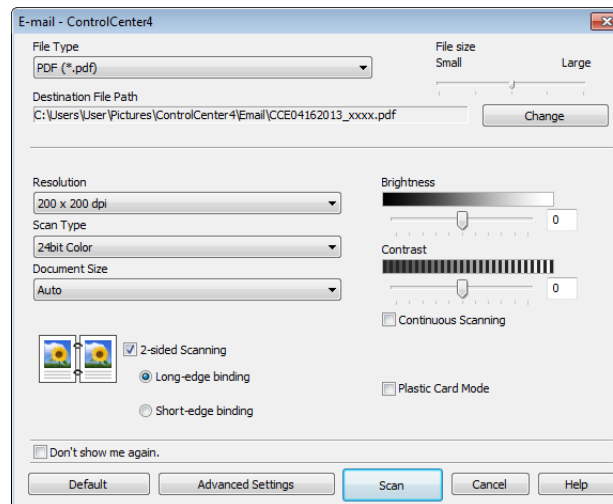 E-mail - ControlCenter4
File Type
PDF (*.pdf)
File size
Small Large
Destination File Path
C:\Users\User\Pictures\ControlCenter4\Email\CCE04162013_xxxx.pdf
Change
Resolution
200 x 200 dpi
Scan Type
24bit Color
Document Size
Auto
Brightness
0
Contrast
0
Continuous Scanning
2-sided Scanning
Long-edge binding
Short-edge binding
Plastic Card Mode
Don't show me again.
Default Advanced Settings Scan Cancel Help